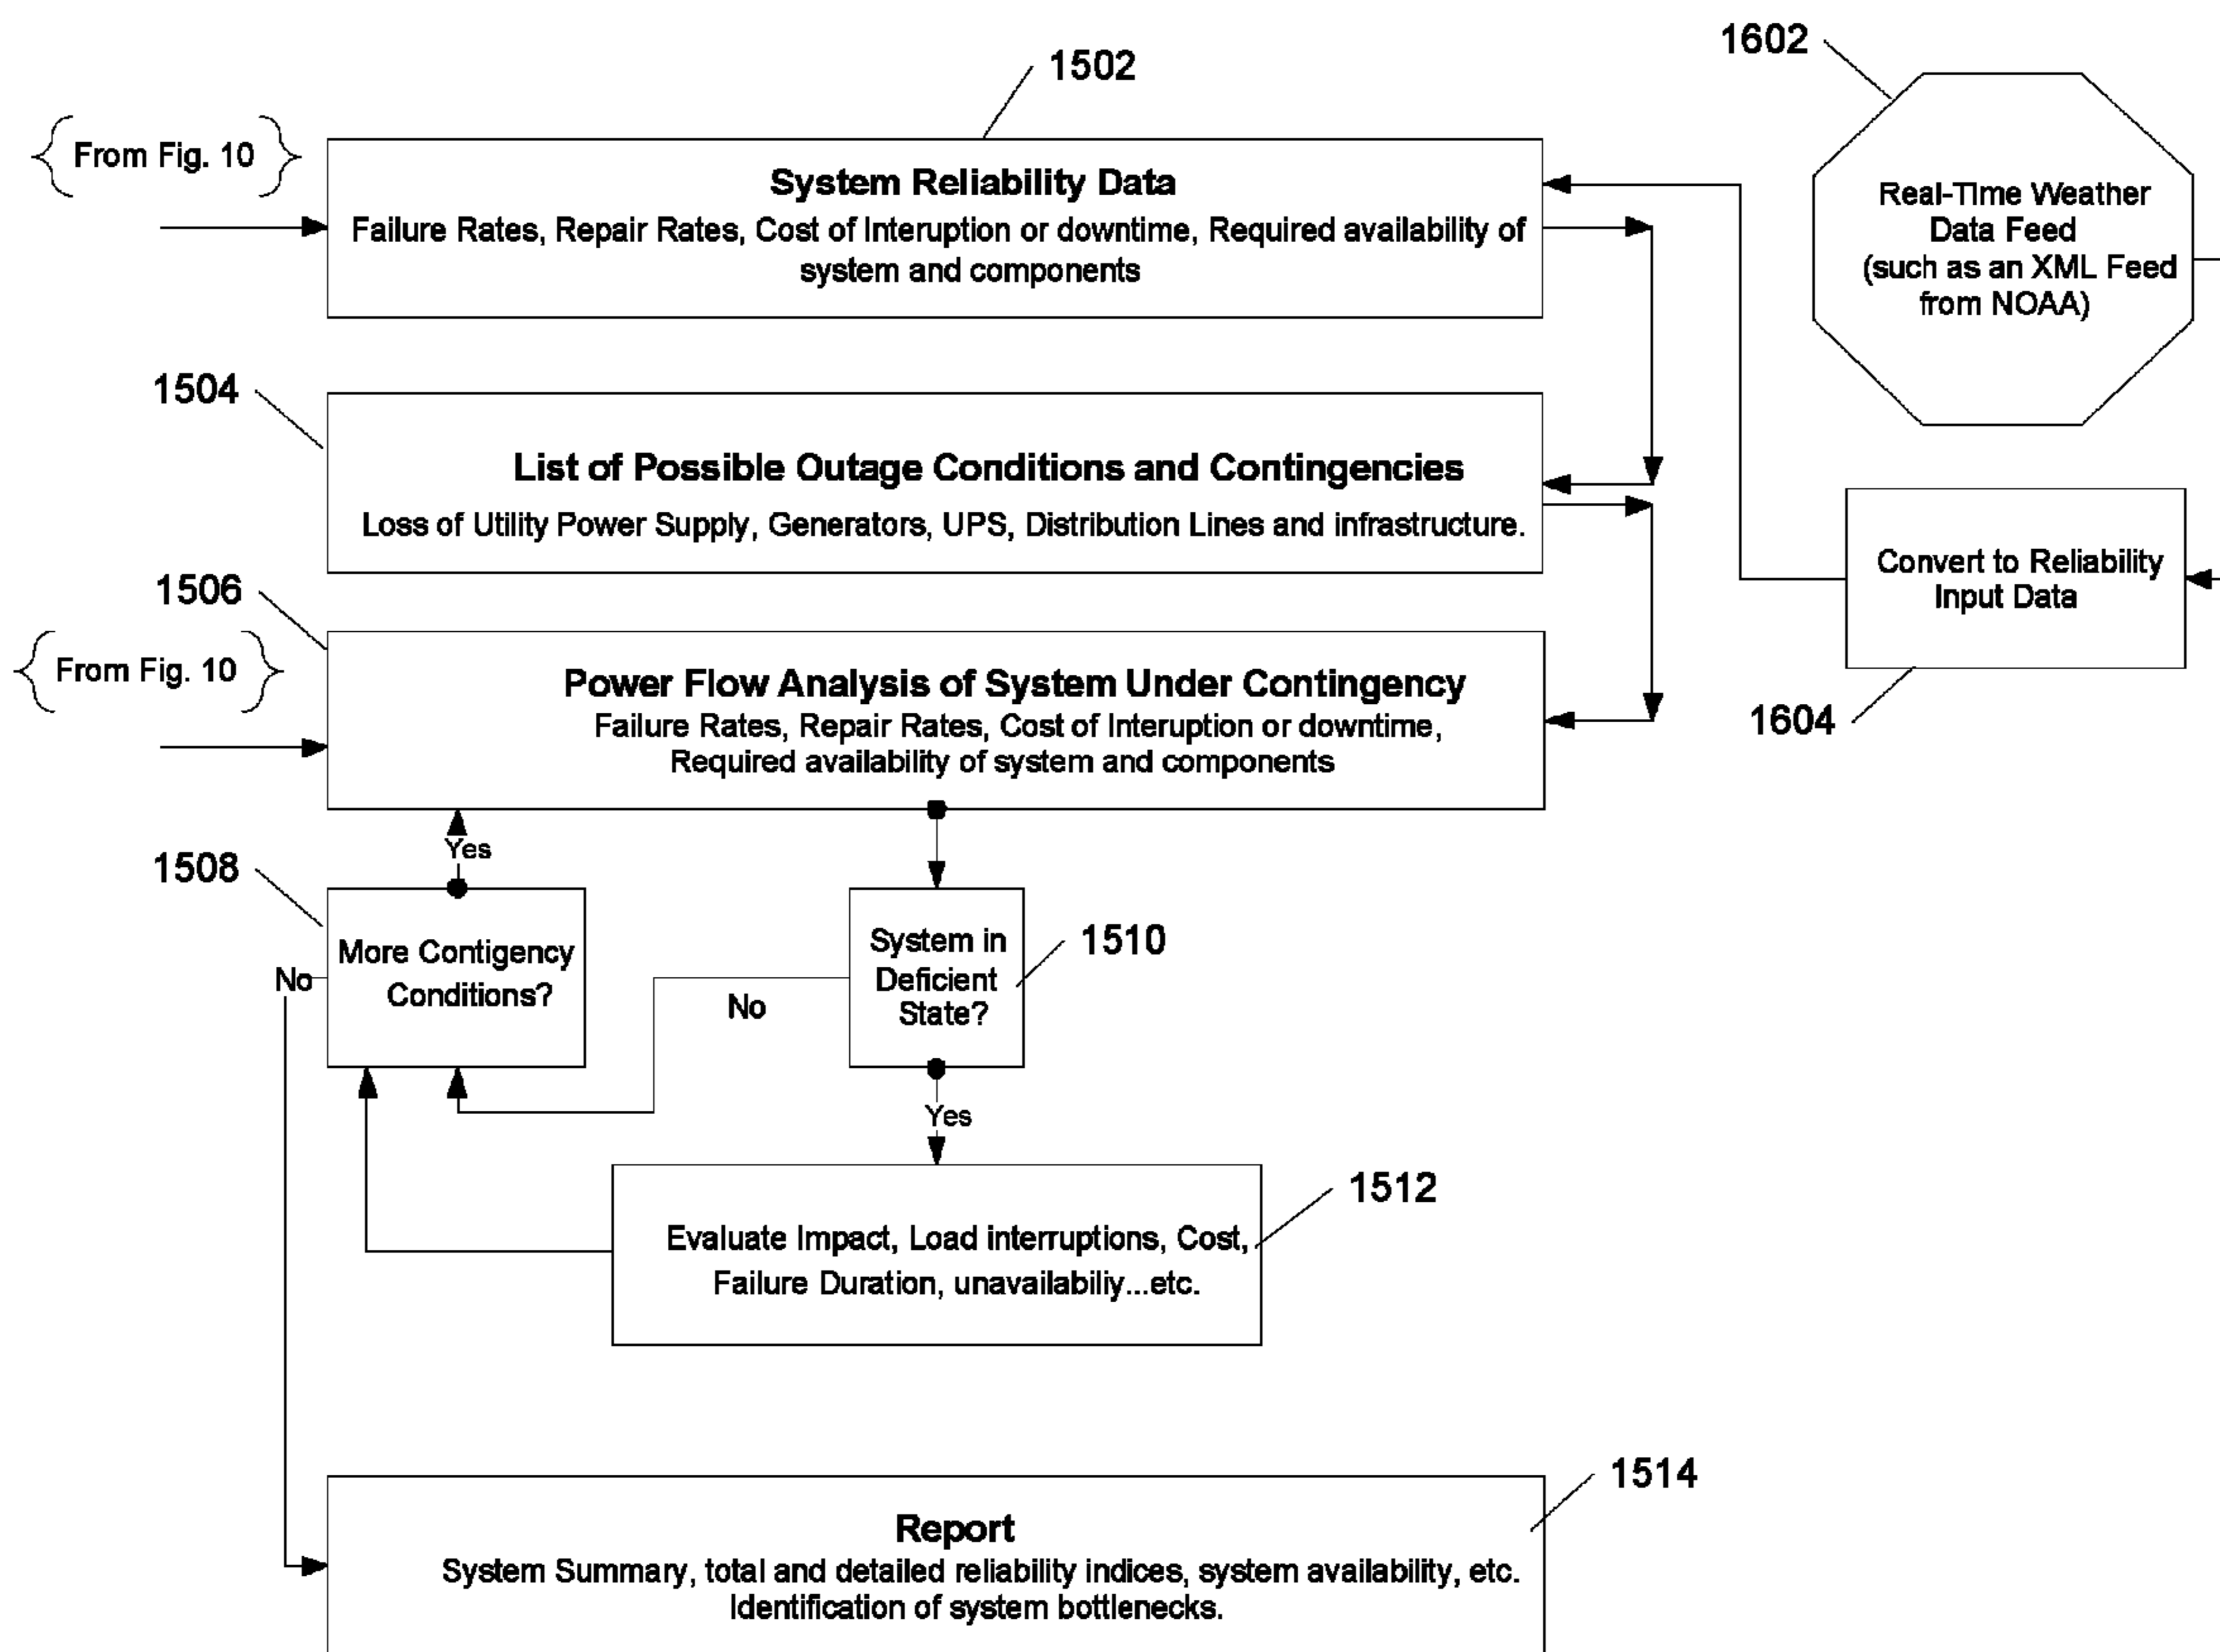 1502
1602
From Fig. 10
System Reliability Data
Failure Rates, Repair Rates, Cost of Interuption or downtime, Required availability of
system and components
Real-TIme Weather
Data Feed
(such as an XML Feed
from NOAA)
1504
List of Possible Outage Conditions and Contingencies
Loss of Utility Power Supply, Generators, UPS, Distribution Lines and infrastructure.
Convert to Reliability
Input Data
1604
1506
From Fig. 10
Power Flow Analysis of System Under Contingency
Failure Rates, Repair Rates, Cost of Interuption or downtime,
Required availability of system and components
Yes
1508
More Contigency
Conditions?
No
No
System in
Deficient
State?
1510
Yes
1512
Evaluate Impact, Load interruptions, Cost,
Failure Duration, unavailabiliy...etc.
1514
Report
System Summary, total and detailed reliability indices, system availability, etc.
Identification of system bottlenecks.